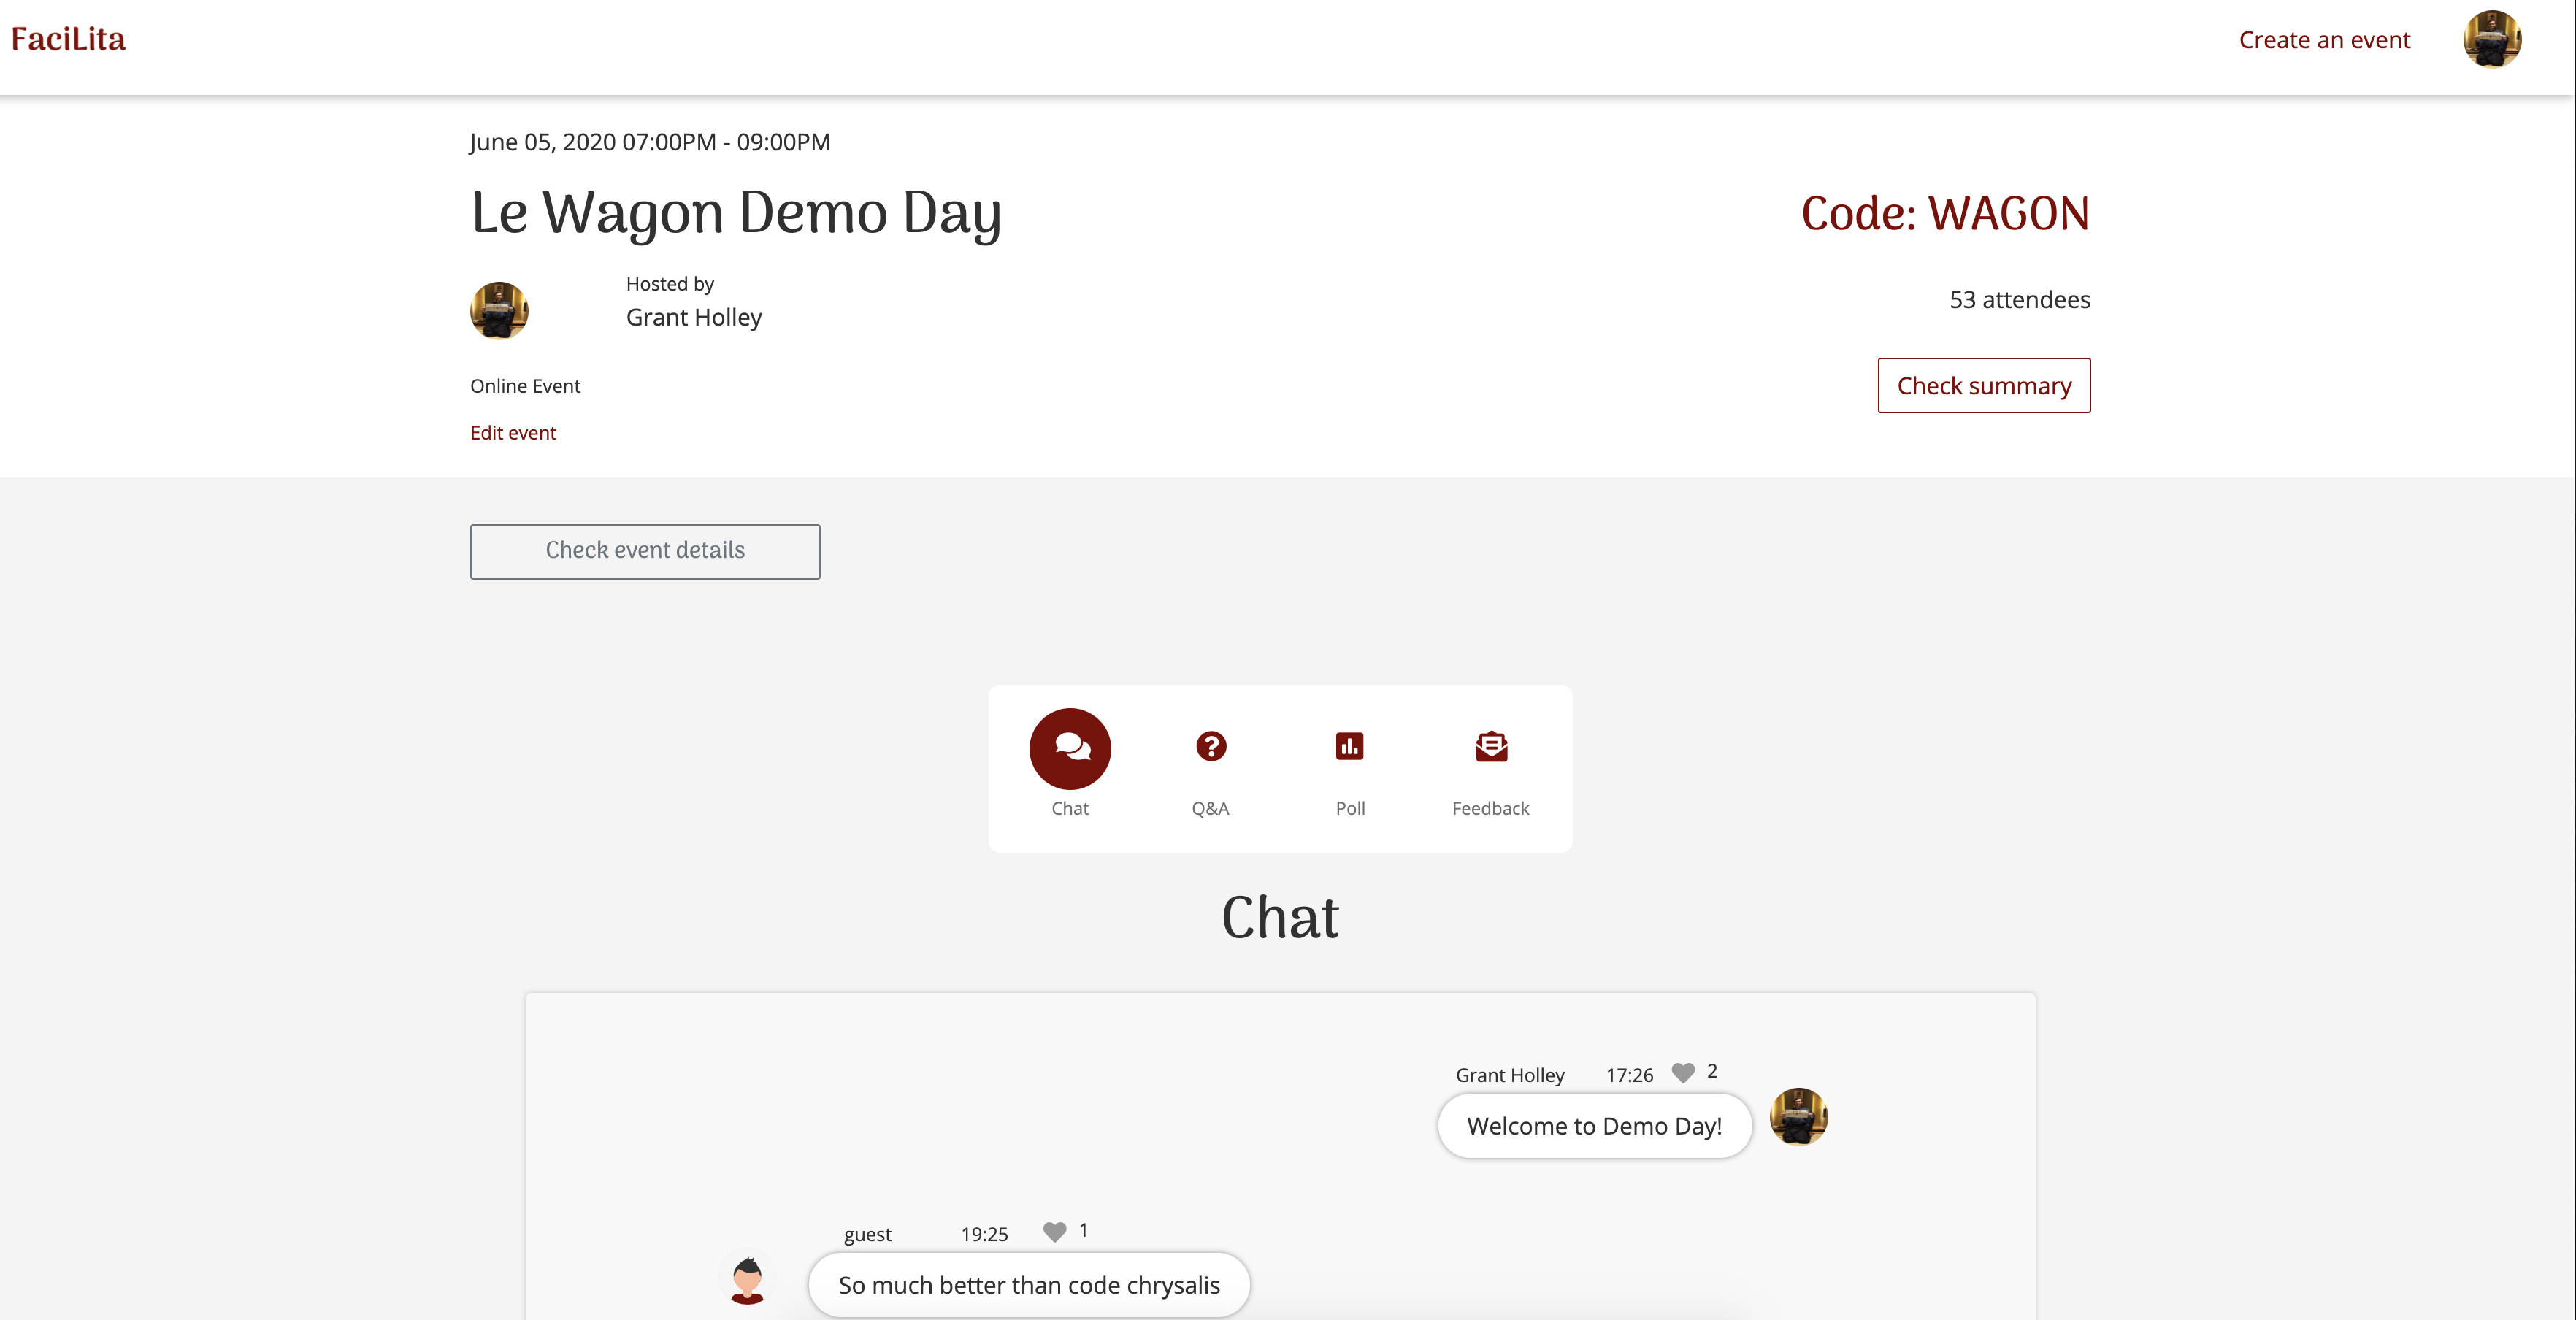 FaciLita
Create an event
June 05, 2020 07:00PM - 09:00PM
Le Wagon Demo Day
Code: WAGON
Hosted by
Grant Holley
53 attendees
Online Event
Check summary
Edit event
Check event details
Chat
Q&A
Poll
Feedback
Chat
Grant Holley 17:26 2
Welcome to Demo Day!
guest 19:25 1
So much better than code chrysalis